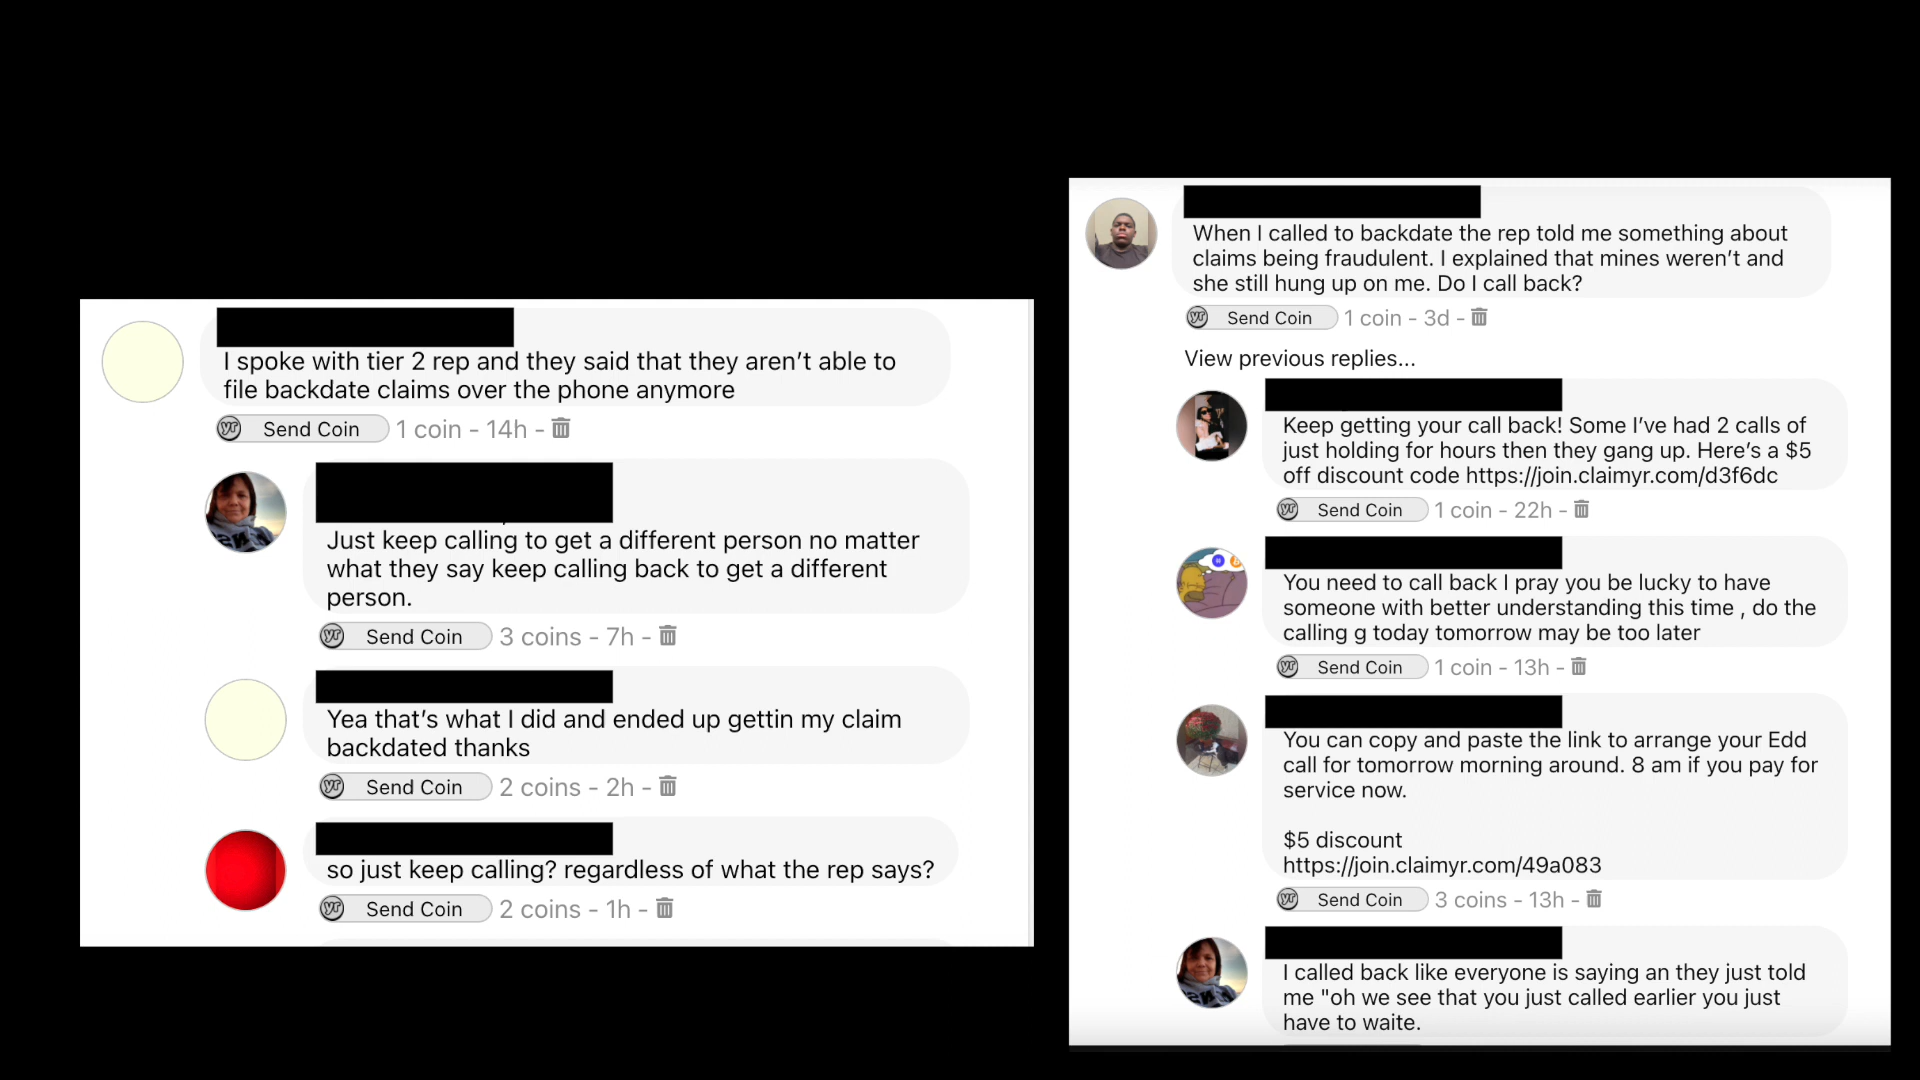 I spoke with tier 2 rep and they said that they aren’t able to
file backdate claims over the phone anymore
yr Send Coin 1 coin - 14h -
Just keep calling to get a different person no matter
what they say keep calling back to get a different
person.
yr Send Coin 3 coins - 7h -
Yea that’s what I did and ended up gettin my claim
backdated thanks
yr Send Coin 2 coins - 2h -
so just keep calling? regardless of what the rep says?
yr Send Coin 2 coins - 1h -
When I called to backdate the rep told me something about
claims being fraudulent. I explained that mines weren’t and
she still hung up on me. Do I call back?
yr Send Coin 1 coin - 3d -
View previous replies...
Keep getting your call back! Some I’ve had 2 calls of
just holding for hours then they gang up. Here’s a $5
off discount code https://join.claimyr.com/d3f6dc
yr Send Coin 1 coin - 22h -
You need to call back I pray you be lucky to have
someone with better understanding this time , do the
calling g today tomorrow may be too later
yr Send Coin 1 coin - 13h -
You can copy and paste the link to arrange your Edd
call for tomorrow morning around. 8 am if you pay for
service now.
$5 discount
https://join.claimyr.com/49a083
yr Send Coin 3 coins - 13h -
I called back like everyone is saying an they just told
me "oh we see that you just called earlier you just
have to wait.